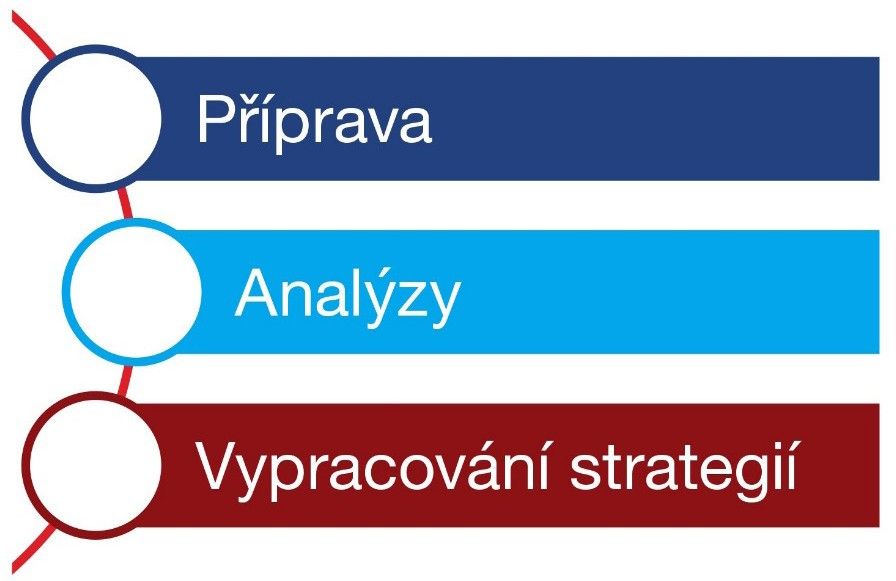 Příprava
Analýzy
Vypracování strategií